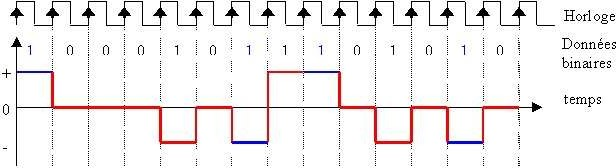 Horloge
1 0 0 0 1 0 1 1 1 0 1 0 1 0
Données
binaires
+
temps
0
-